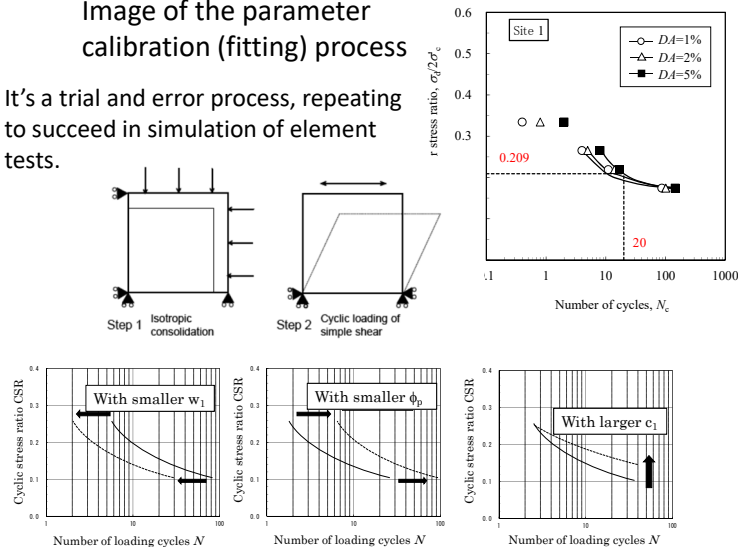 Image of the parameter
calibration (fitting) process
It's a trial and error process, repeating
to succeed in simulation of element
tests.
Step 1 Isotropic
consolidation
Step 2 Cyclic loading of
simple shear
r stress ratio, σd/2σ'c
0.6
0.5
0.4
0.3
Site 1
DA=1%
DA=2%
DA=5%
0.209
20
.1 1 10 100 1000
Number of cycles, Nc
Cyclic stress ratio CSR
0.4
0.3
0.2
0.1
0.0
With smaller w1
1 10 100
Number of loading cycles N
Cyclic stress ratio CSR
0.4
0.3
0.2
0.1
0.0
With smaller ϕp
1 10 100
Number of loading cycles N
Cyclic stress ratio CSR
0.4
0.3
0.2
0.1
0.0
With larger c1
1 10 100
Number of loading cycles N